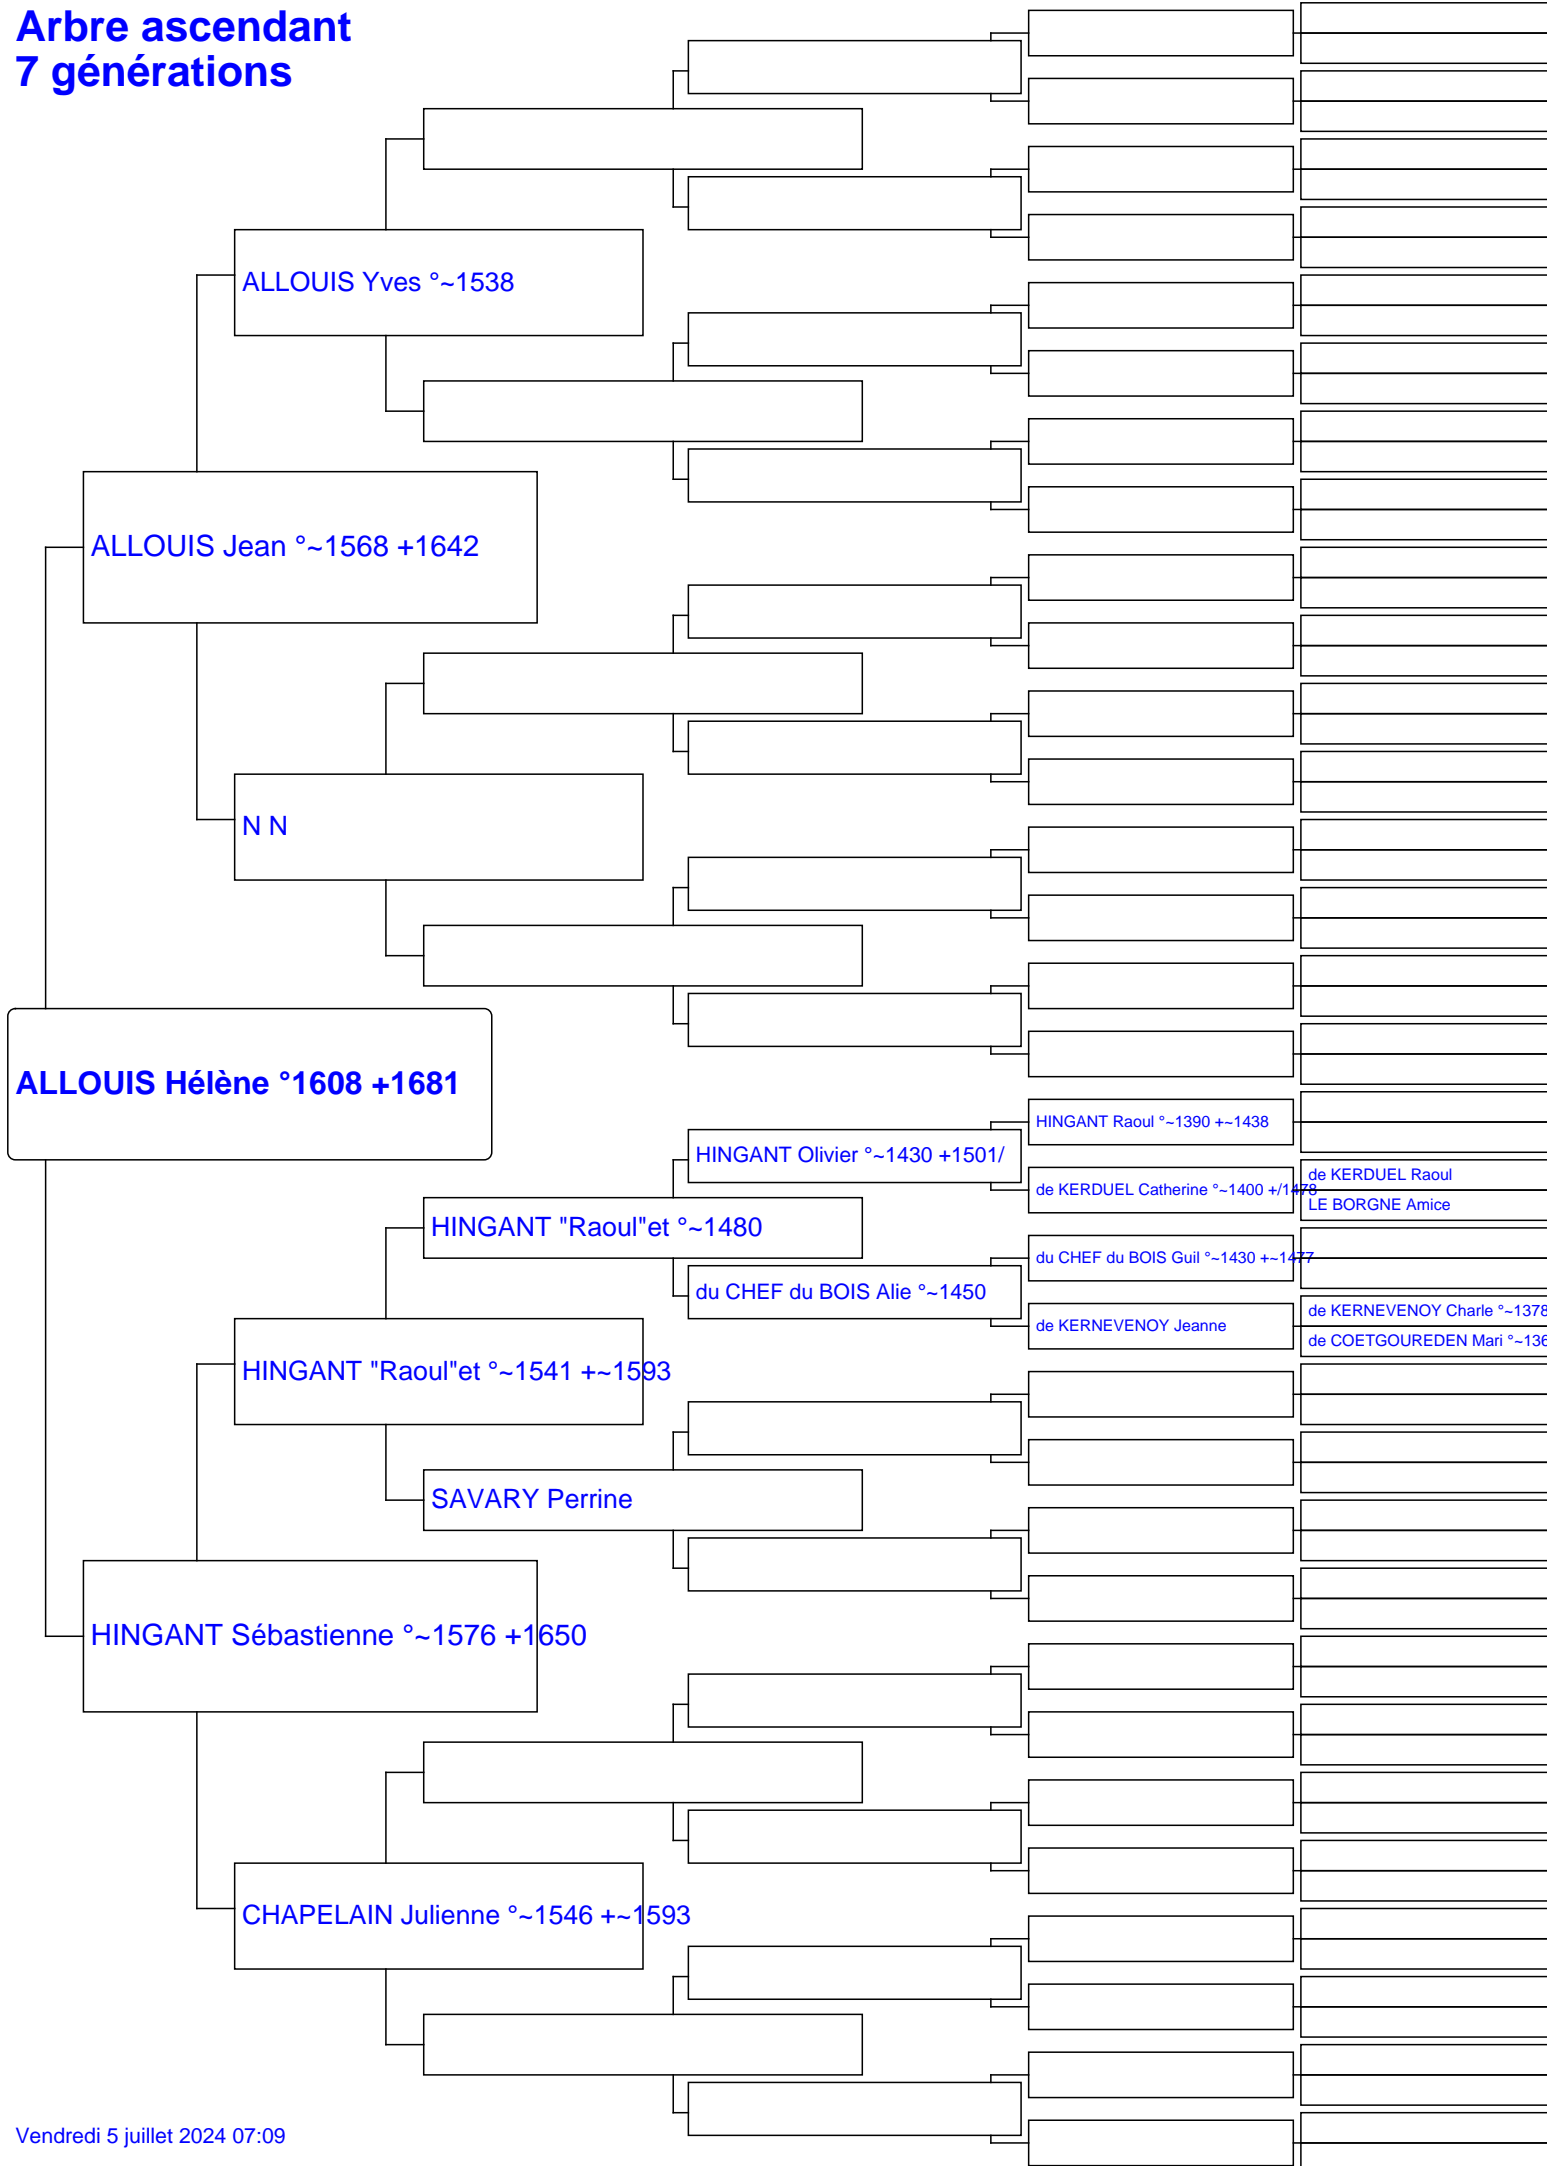 Arbre ascendant
7 générations
ALLOUIS Yves °~1538
ALLOUIS Jean °~1568 +1642
N N
ALLOUIS Hélène °1608 +1681
HINGANT Raoul °~1390 +~1438
HINGANT Olivier °~1430 +1501/
de KERDUEL Raoul
de KERDUEL Catherine °~1400 +/1478
LE BORGNE Amice
HINGANT "Raoul"et °~1480
du CHEF du BOIS Guil °~1430 +~1477
du CHEF du BOIS Alie °~1450
de KERNEVENOY Charle °~1378
de KERNEVENOY Jeanne
de COETGOUREDEN Mari °~136
HINGANT "Raoul"et °~1541 +~1593
SAVARY Perrine
HINGANT Sébastienne °~1576 +1650
CHAPELAIN Julienne °~1546 +~1593
Vendredi 5 juillet 2024 07:09